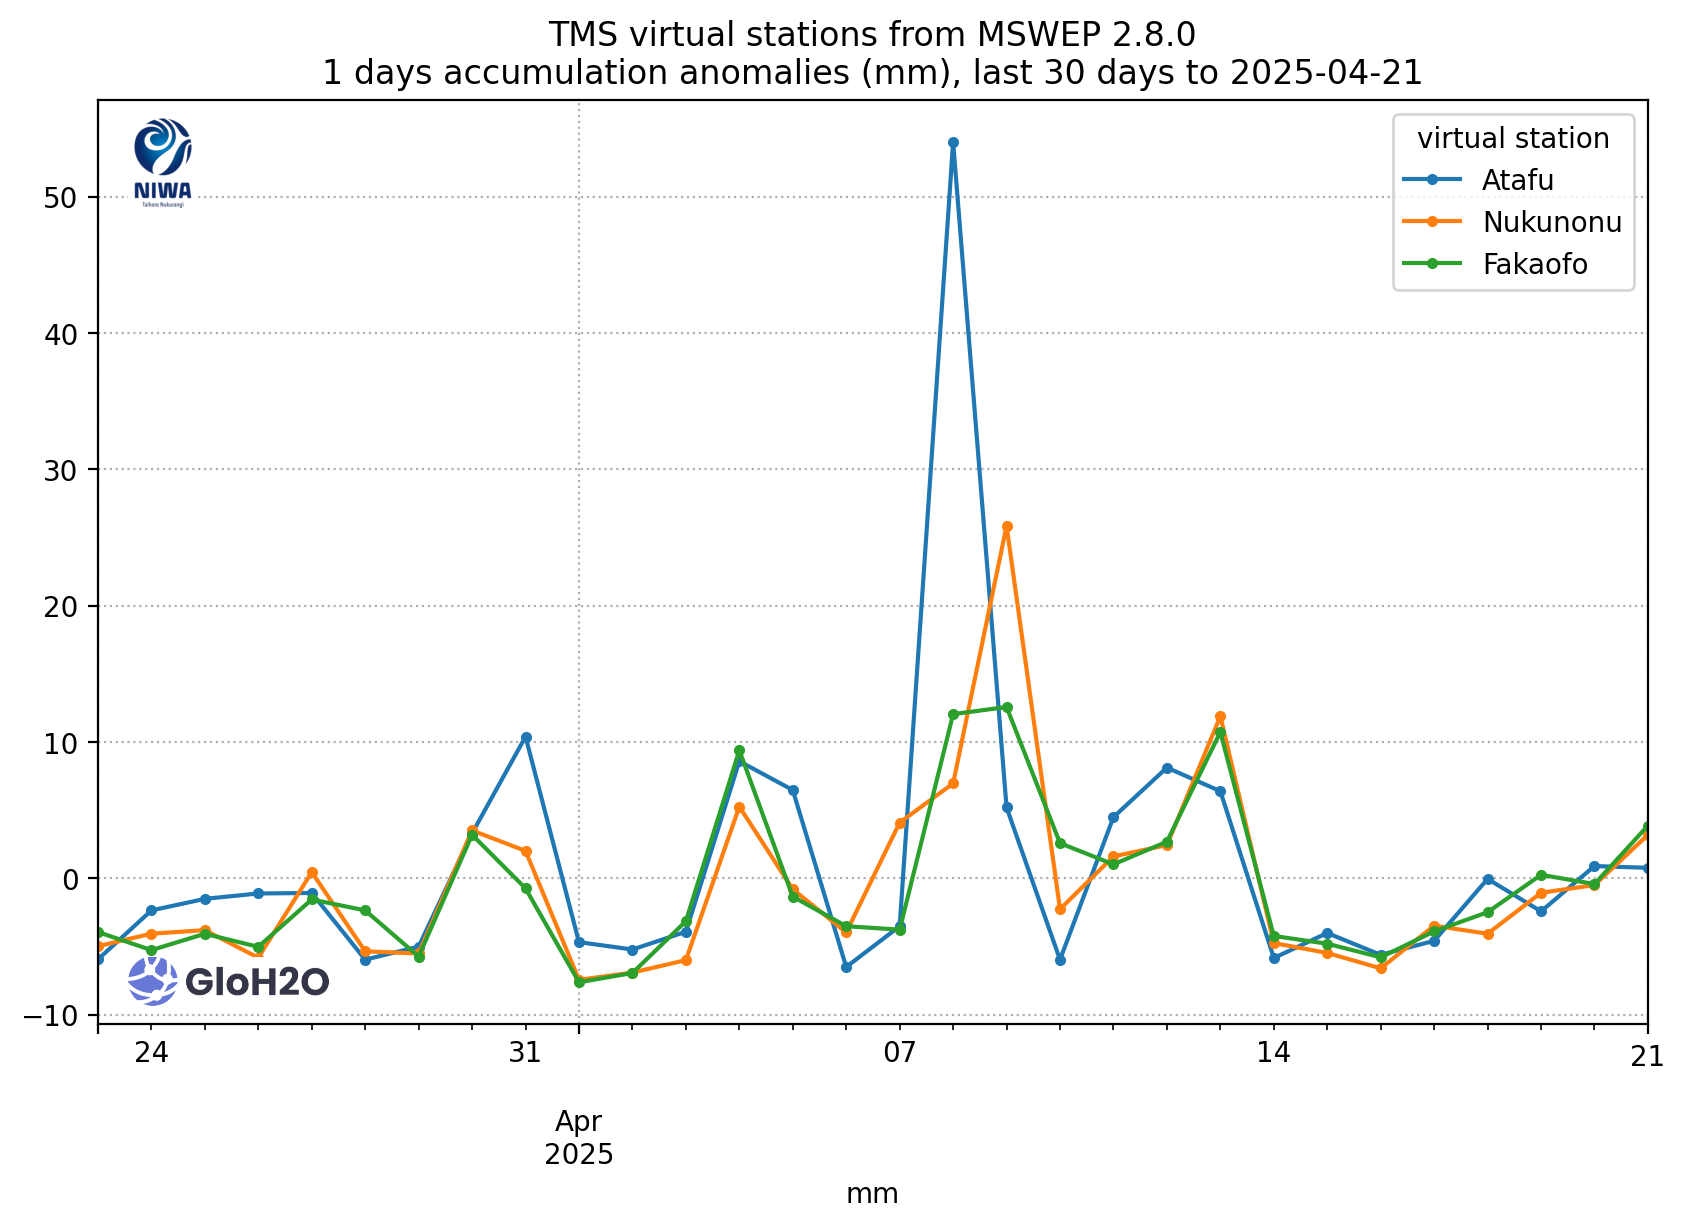 TMS virtual stations from MSWEP 2.8.0
1 days accumulation anomalies (mm), last 30 days to 2025-04-21
NIWA
Taihoro Nukurangi
virtual station
Atafu
Nukunonu
Fakaofo
50
40
30
20
10
0
−10
GloH2O
24
31
07
14
21
Apr
2025
mm